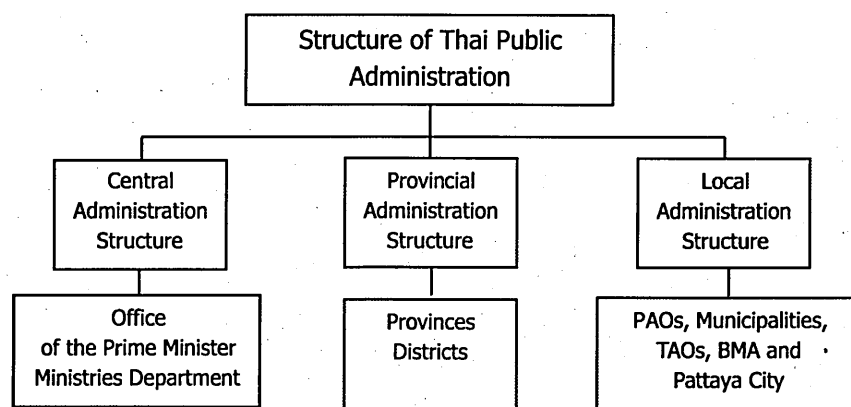 Structure of Thai Public
Administration
Central
Administration
Structure
Provincial
Administration
Structure
Local
Administration
Structure
Office
of the Prime Minister
Ministries Department
Provinces
Districts
PAOs, Municipalities,
TAOs, BMA and
Pattaya City